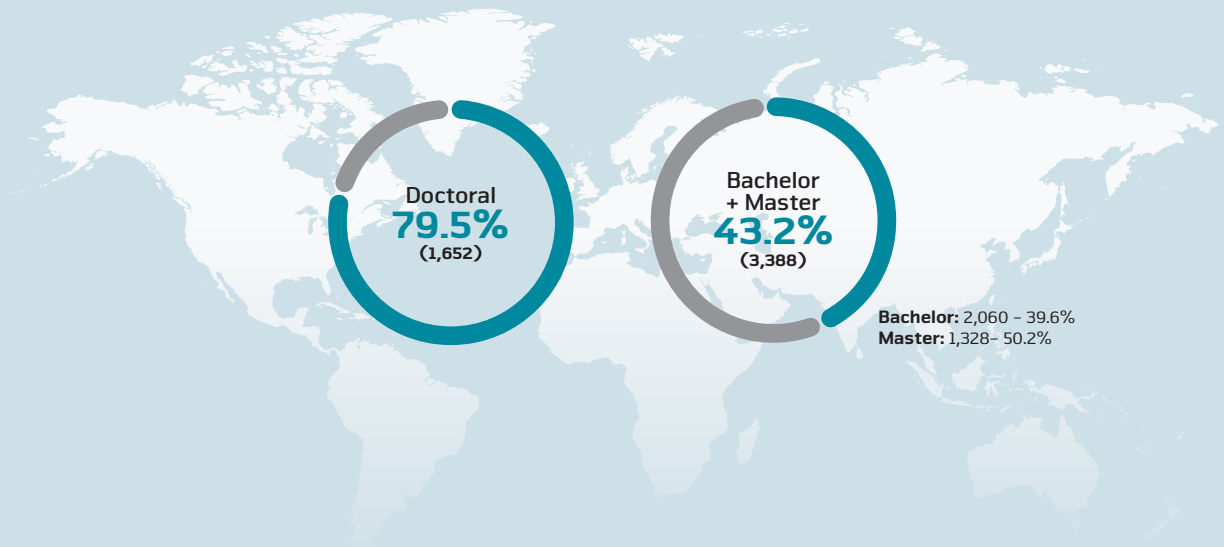 Doctoral
79.5%
(1,652)
Bachelor
+ Master
43.2%
(3,388)
Bachelor: 2,060 - 39.6%
Master: 1,328- 50.2%